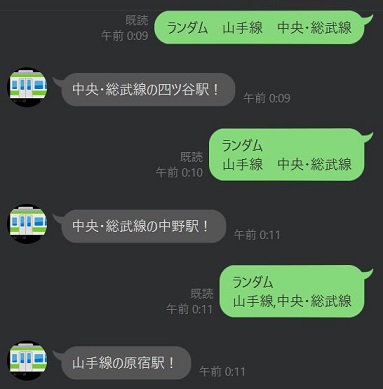 既読
午前 0:09
ランダム　山手線　中央・総武線
中央・総武線の四ツ谷駅！
午前 0:09
既読
午前 0:10
ランダム
山手線　中央・総武線
中央・総武線の中野駅！
午前 0:11
既読
午前 0:11
ランダム
山手線,中央・総武線
山手線の原宿駅！
午前 0:11